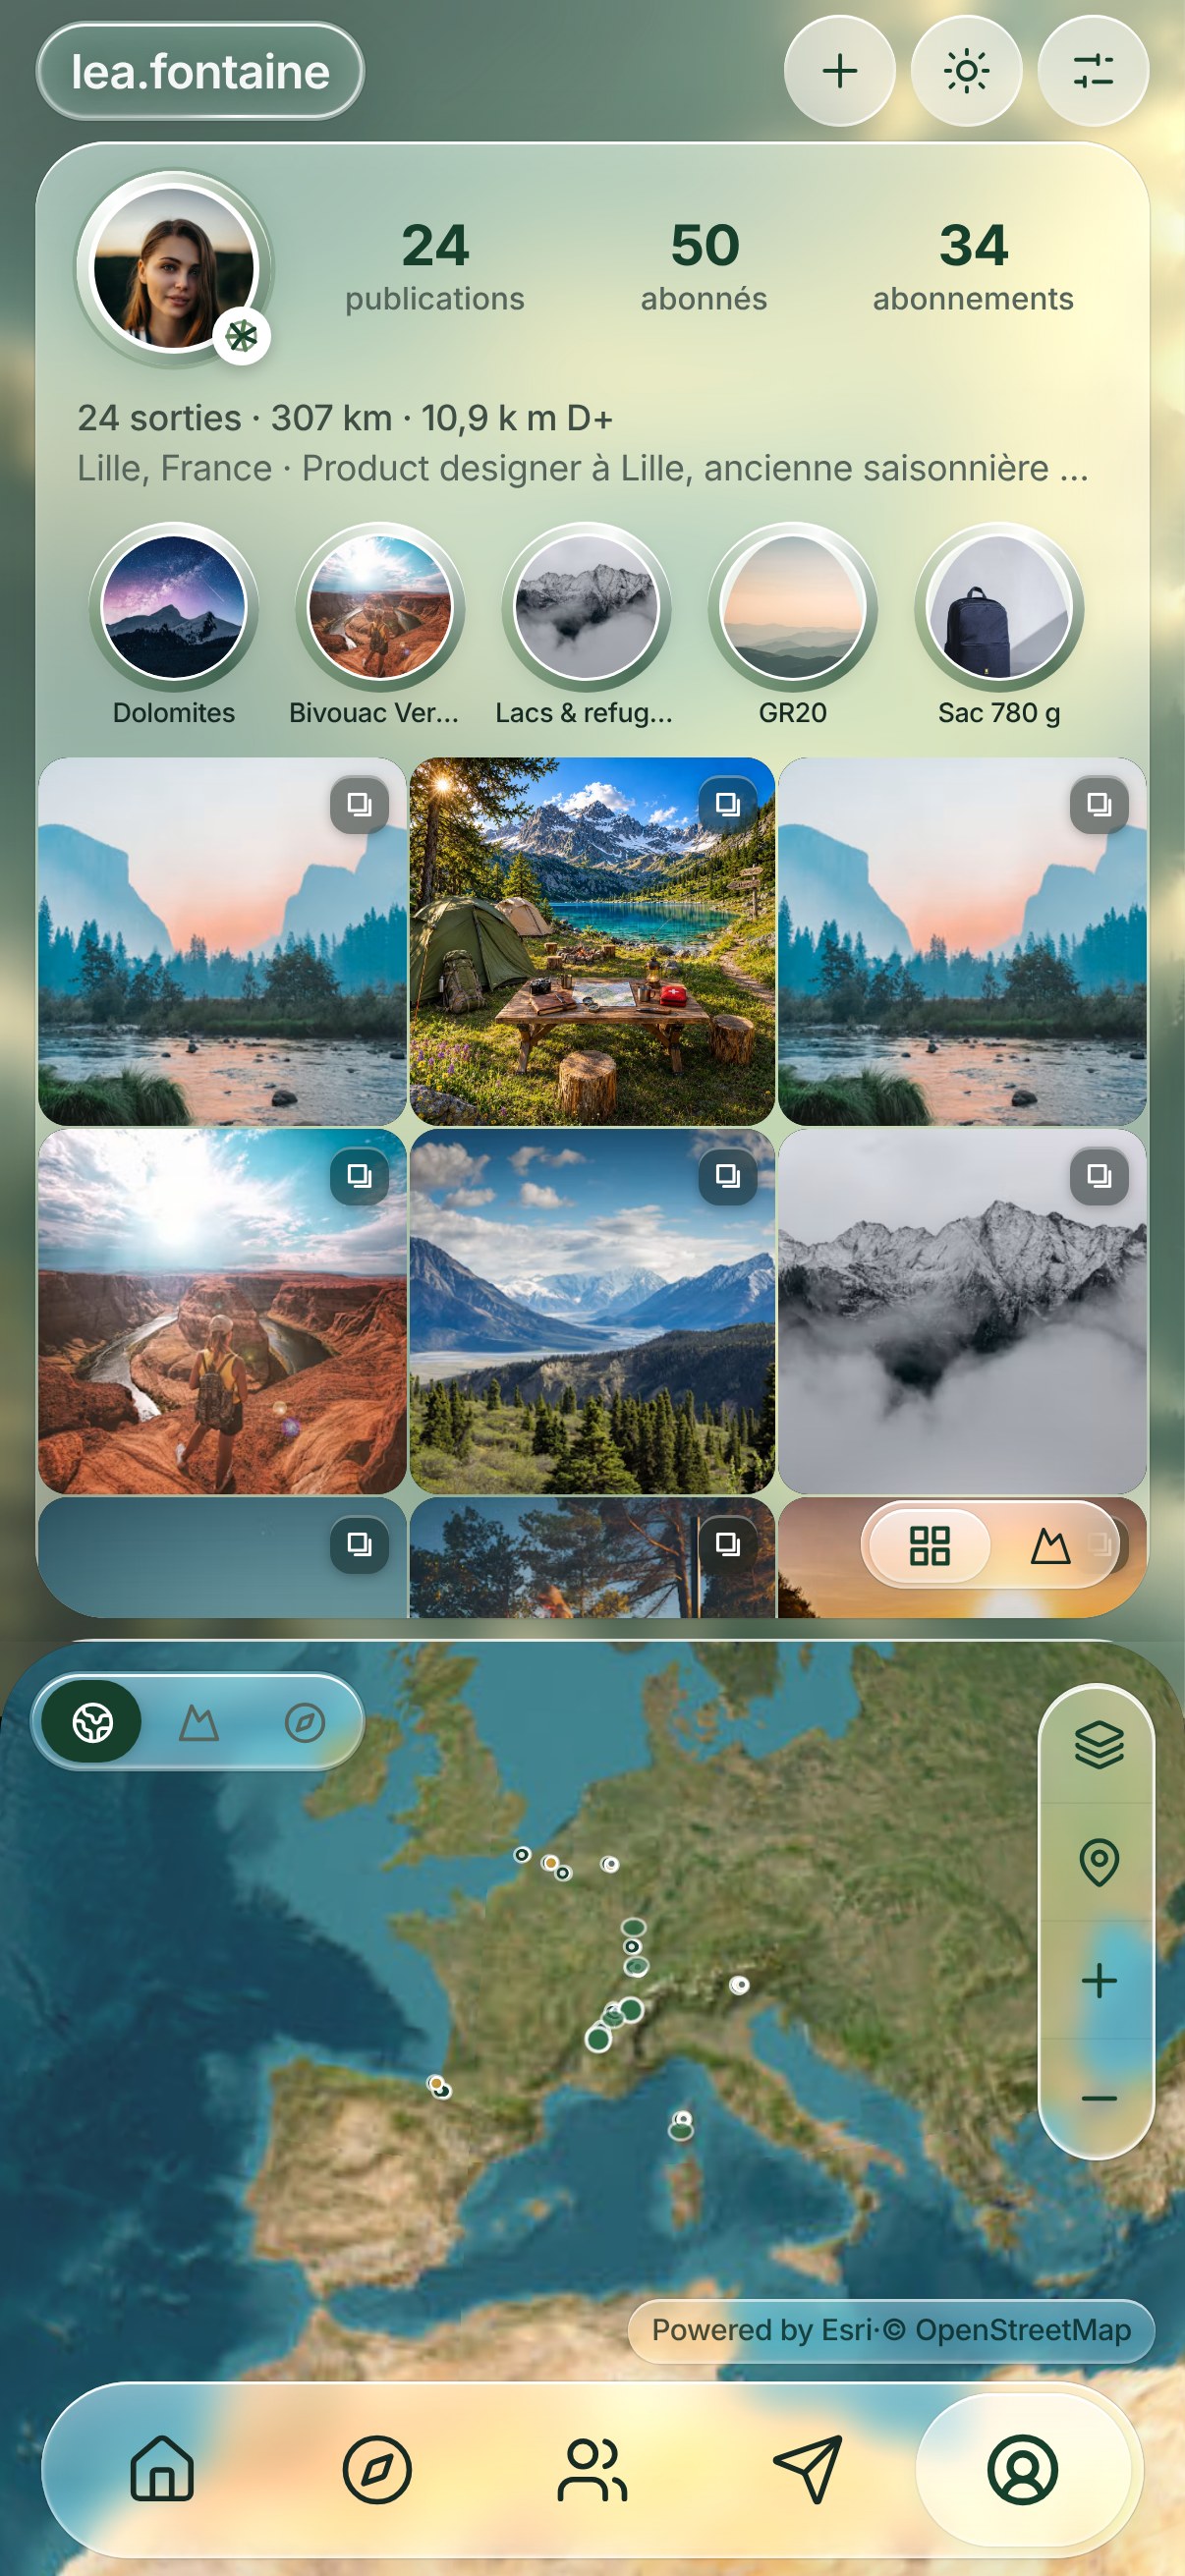 lea.fontaine
24
50
34
publications
abonnés
abonnements
24 sorties · 307 km · 10,9 k m D+
Lille, France · Product designer à Lille, ancienne saisonnière ...
Dolomites
Bivouac Ver...
Lacs & refug...
GR20
Sac 780 g
Powered by Esri·© OpenStreetMap